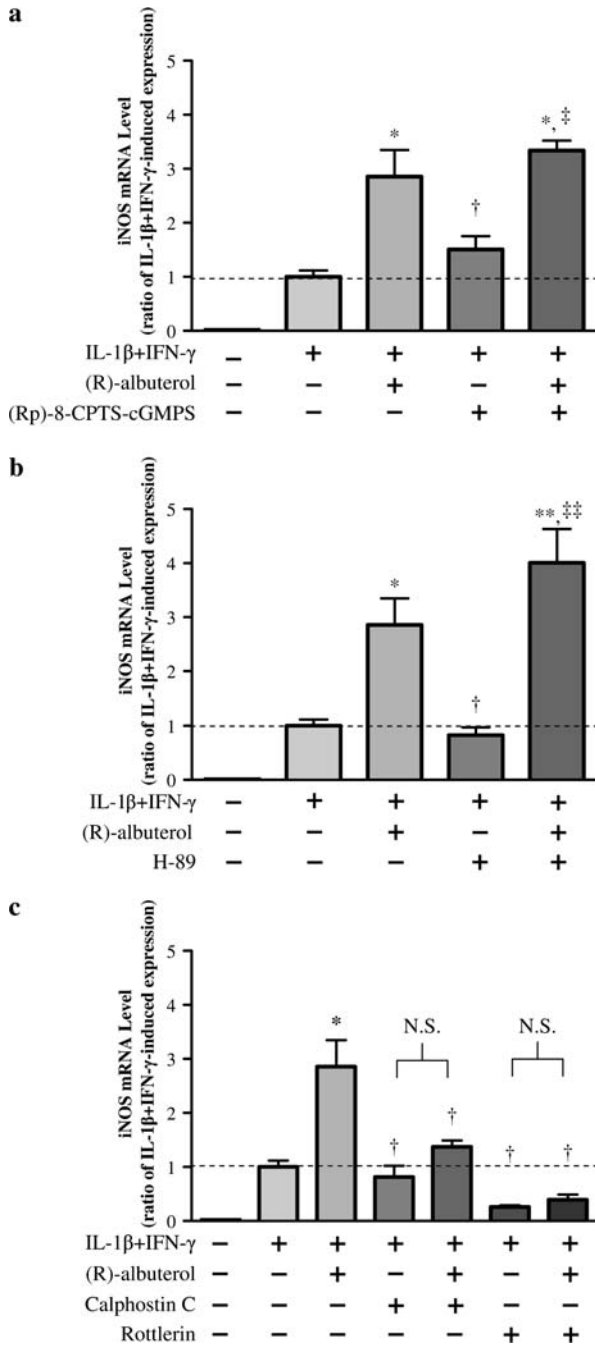 a
iNOS mRNA Level
(ratio of IL-1β+IFN-γ-induced expression)
5
4
3
2
1
0
*
†
*, ‡
IL-1β+IFN-γ – + + + +
(R)-albuterol – – + – +
(Rp)-8-CPTS-cGMPS – – – + +
b
iNOS mRNA Level
(ratio of IL-1β+IFN-γ-induced expression)
5
4
3
2
1
0
*
†
**, ‡‡
IL-1β+IFN-γ – + + + +
(R)-albuterol – – + – +
H-89 – – – + +
c
iNOS mRNA Level
(ratio of IL-1β+IFN-γ-induced expression)
5
4
3
2
1
0
*
N.S.
N.S.
†
†
†
†
IL-1β+IFN-γ – + + + + + +
(R)-albuterol – – + – + – +
Calphostin C – – – + + – –
Rottlerin – – – – – + +